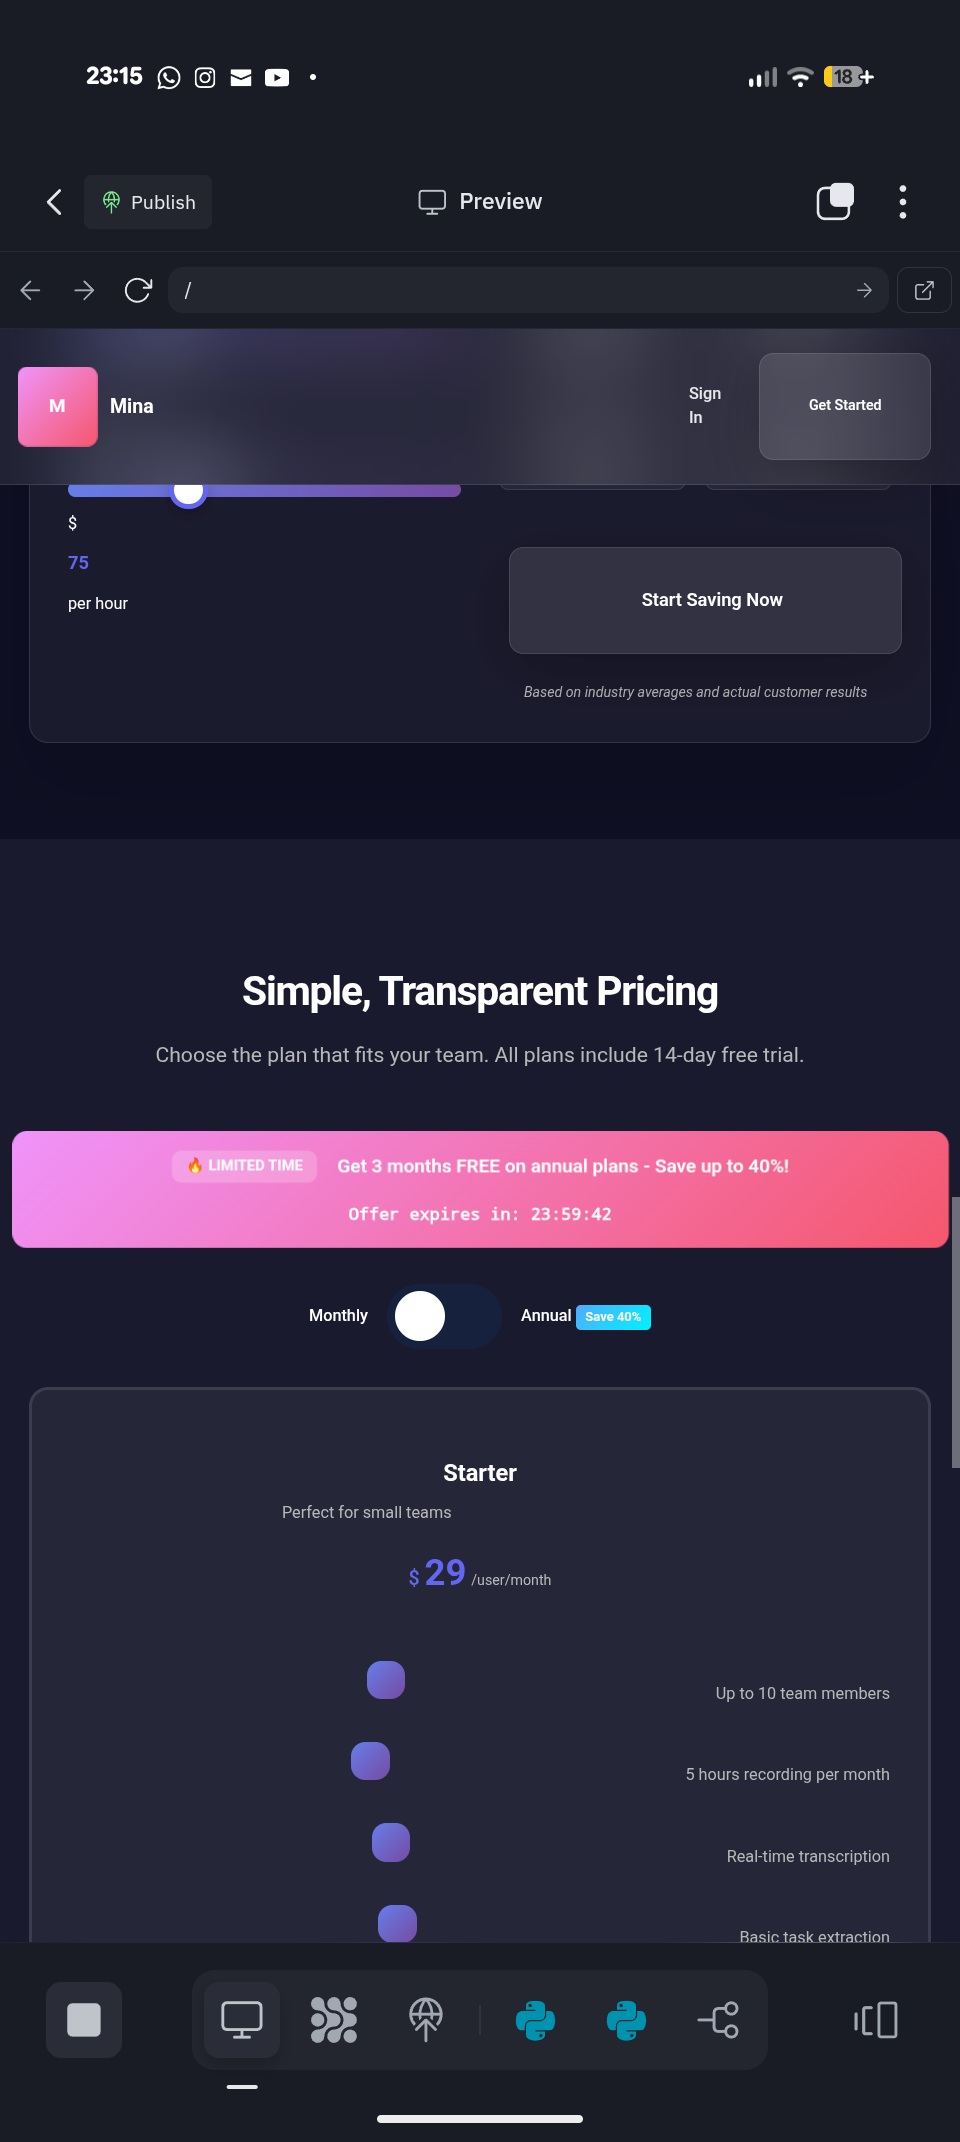 23:15
18+
Publish
Preview
/
M
Mina
Sign
In
Get Started
$
75
per hour
Start Saving Now
Based on industry averages and actual customer results
Simple, Transparent Pricing
Choose the plan that fits your team. All plans include 14-day free trial.
🔥 LIMITED TIME
Get 3 months FREE on annual plans - Save up to 40%!
Offer expires in: 23:59:42
Monthly
Annual Save 40%
Starter
Perfect for small teams
$ 29 /user/month
Up to 10 team members
5 hours recording per month
Real-time transcription
Basic task extraction